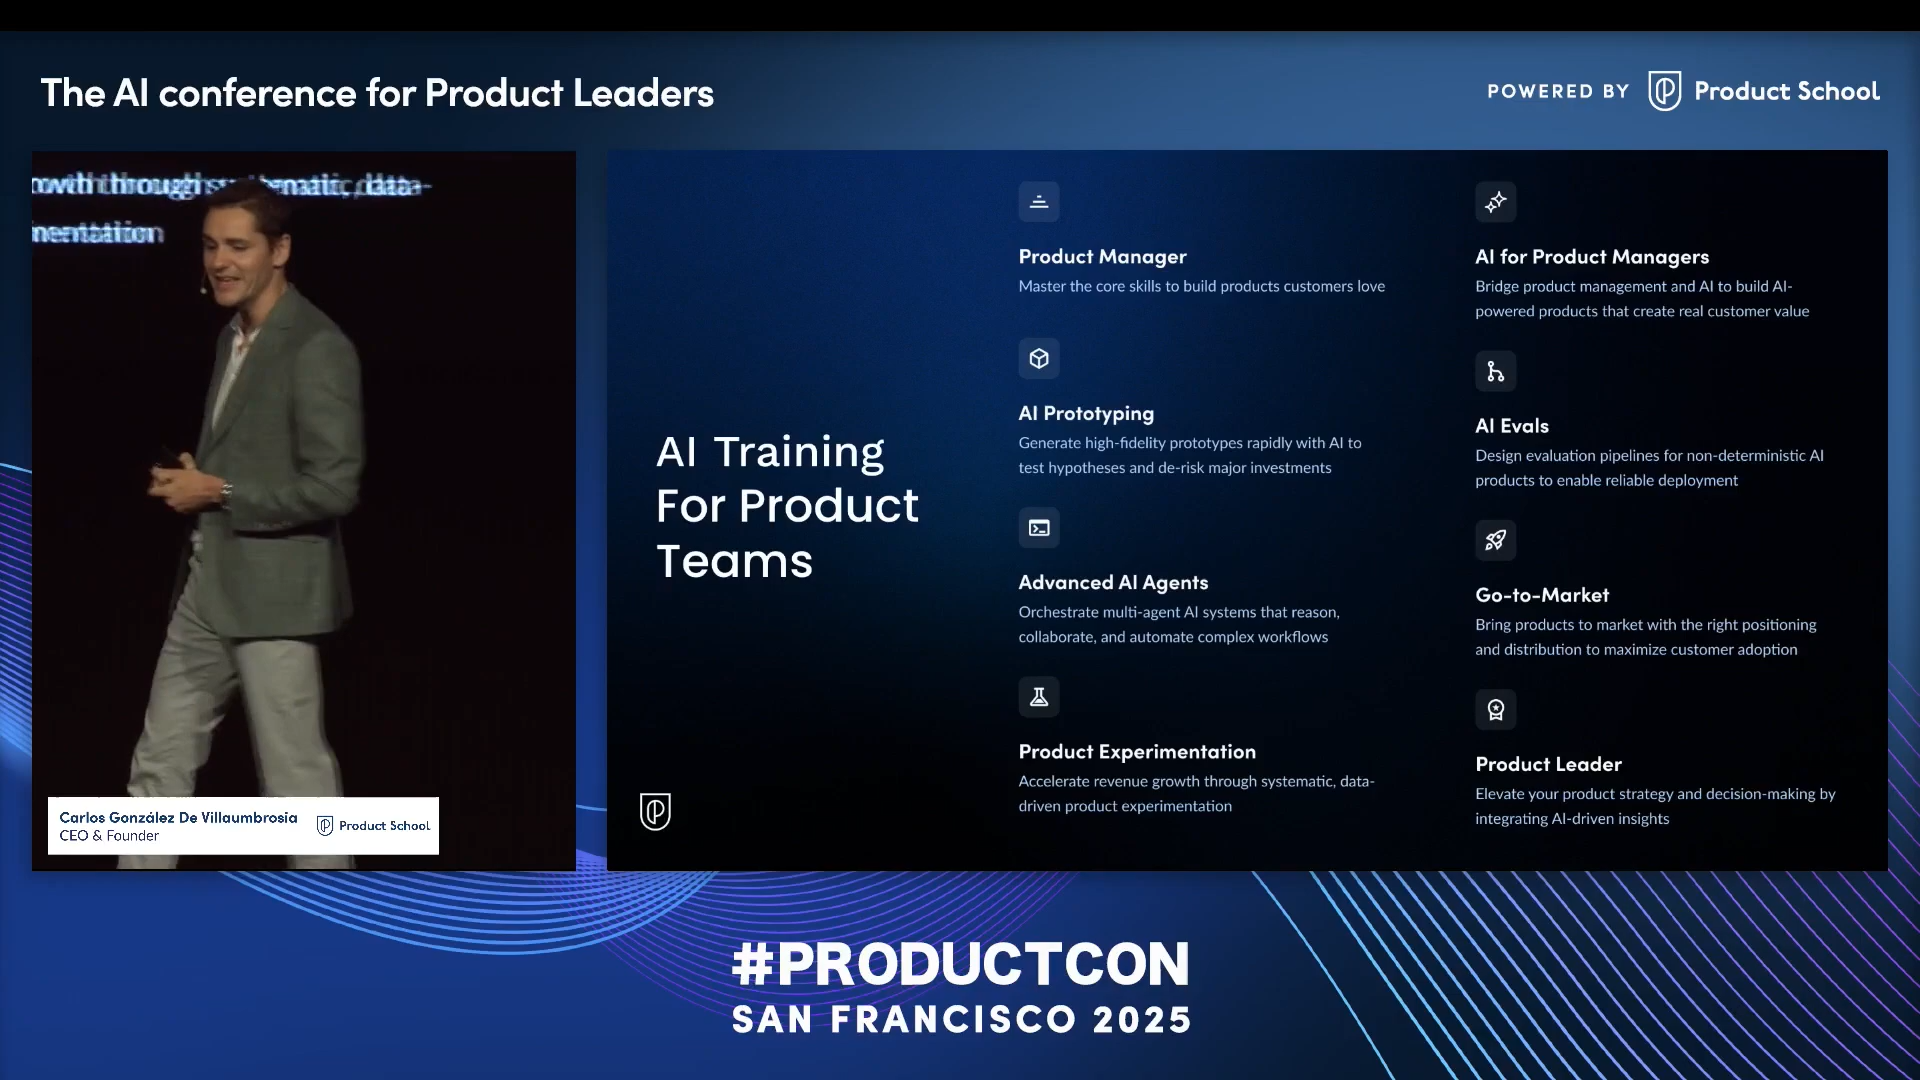 The AI conference for Product Leaders
POWERED BY Product School
owth through systematic, data-
mentation
Carlos González De Villaumbrosia
CEO & Founder
Product School
AI Training
For Product
Teams
Product Manager
Master the core skills to build products customers love
AI Prototyping
Generate high-fidelity prototypes rapidly with AI to
test hypotheses and de-risk major investments
Advanced AI Agents
Orchestrate multi-agent AI systems that reason,
collaborate, and automate complex workflows
Product Experimentation
Accelerate revenue growth through systematic, data-
driven product experimentation
AI for Product Managers
Bridge product management and AI to build AI-
powered products that create real customer value
AI Evals
Design evaluation pipelines for non-deterministic AI
products to enable reliable deployment
Go-to-Market
Bring products to market with the right positioning
and distribution to maximize customer adoption
Product Leader
Elevate your product strategy and decision-making by
integrating AI-driven insights
#PRODUCTCON
SAN FRANCISCO 2025